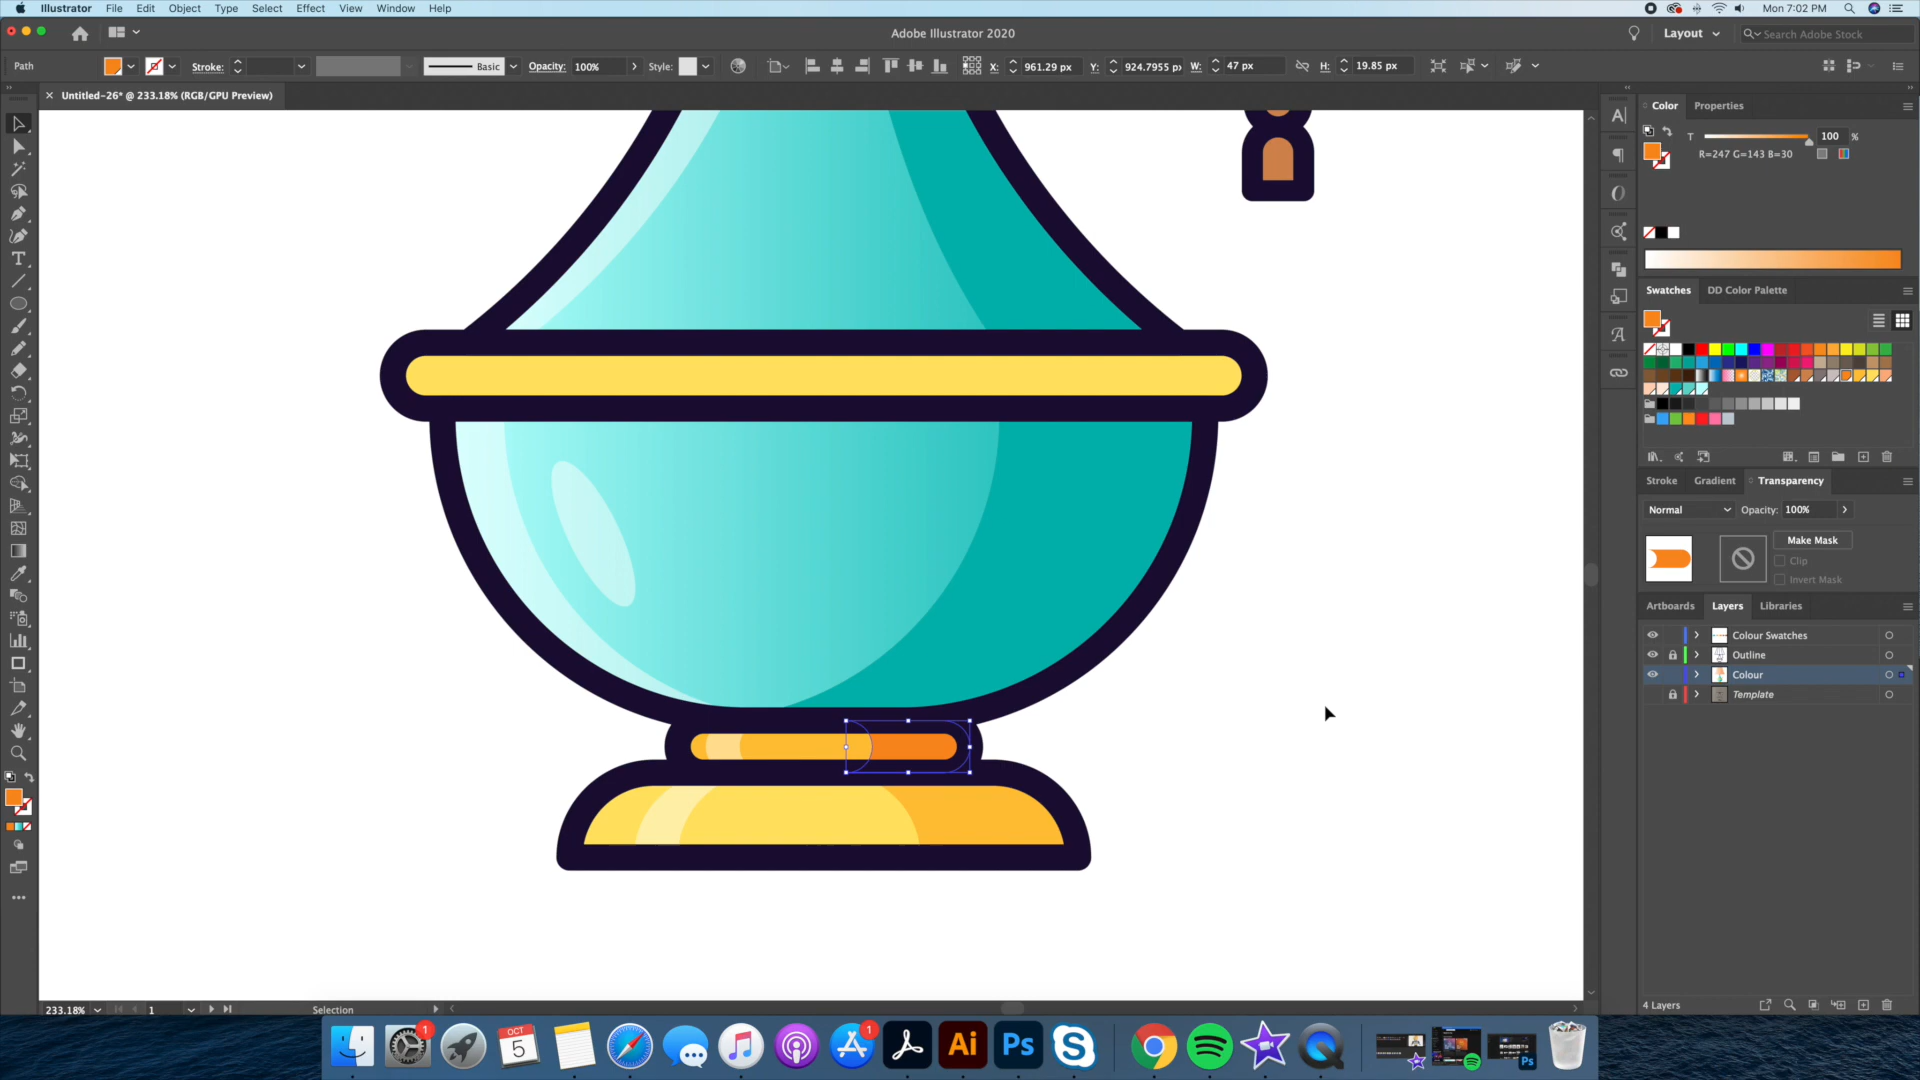 Illustrator File Edit Object Type Select Effect View Window Help Mon 7:02 PM
Adobe Illustrator 2020 Layout Search Adobe Stock
Path Stroke: Basic Opacity: 100% Style: X: 961.29 px Y: 924.7955 px W: 47 px H: 19.85 px
Untitled-26* @ 233.18% (RGB/GPU Preview)
Color Properties
T 100 %
R=247 G=143 B=30
Swatches DD Color Palette
Stroke Gradient Transparency
Normal Opacity: 100%
Make Mask
Clip
Invert Mask
Artboards Layers Libraries
Colour Swatches
Outline
Colour
Template
4 Layers
233.18% 1 Selection
OCT
5
1
1
Ai Ps
Ps